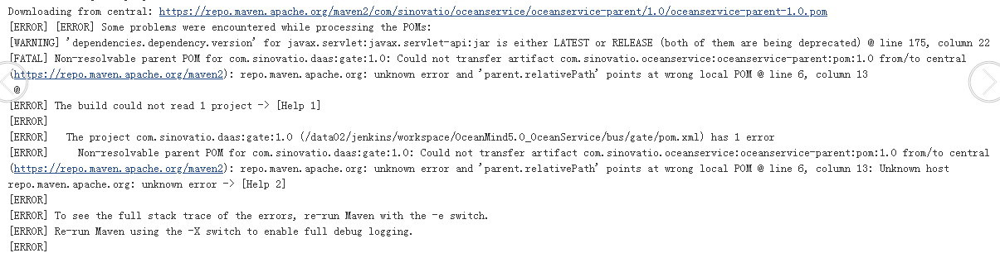 Downloading from central: https://repo.maven.apache.org/maven2/com/sinovatio/oceanservice/oceanservice-parent/1.0/oceanservice-parent-1.0.pom
[ERROR] [ERROR] Some problems were encountered while processing the POMs:
[WARNING] 'dependencies.dependency.version' for javax.servlet:javax.servlet-api:jar is either LATEST or RELEASE (both of them are being deprecated) @ line 175, column 22
[FATAL] Non-resolvable parent POM for com.sinovatio.daas:gate:1.0: Could not transfer artifact com.sinovatio.oceanservice:oceanservice-parent:pom:1.0 from/to central
(https://repo.maven.apache.org/maven2): repo.maven.apache.org: unknown error and 'parent.relativePath' points at wrong local POM @ line 6, column 13
@
[ERROR] The build could not read 1 project -> [Help 1]
[ERROR]
[ERROR]   The project com.sinovatio.daas:gate:1.0 (/data02/jenkins/workspace/OceanMind5.0_OceanService/bus/gate/pom.xml) has 1 error
[ERROR]     Non-resolvable parent POM for com.sinovatio.daas:gate:1.0: Could not transfer artifact com.sinovatio.oceanservice:oceanservice-parent:pom:1.0 from/to central
(https://repo.maven.apache.org/maven2): repo.maven.apache.org: unknown error and 'parent.relativePath' points at wrong local POM @ line 6, column 13: Unknown host
repo.maven.apache.org: unknown error -> [Help 2]
[ERROR]
[ERROR] To see the full stack trace of the errors, re-run Maven with the -e switch.
[ERROR] Re-run Maven using the -X switch to enable full debug logging.
[ERROR]